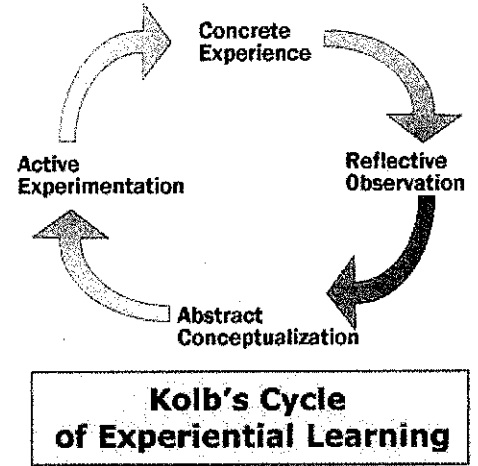 Concrete
Experience
Reflective
Observation
Abstract
Conceptualization
Active
Experimentation
Kolb's Cycle
of Experiential Learning